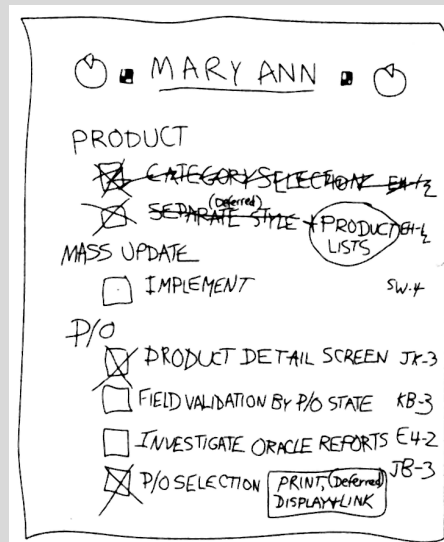 MARY ANN
PRODUCT
CATEGORY SELECTION EH-½
(Deferred)
SEPARATE STYLE + PRODUCT LISTS EH-½
MASS UPDATE
IMPLEMENT SW-4
P/O
PRODUCT DETAIL SCREEN JK-3
FIELD VALIDATION BY P/O STATE KB-3
INVESTIGATE ORACLE REPORTS EH-2
P/O SELECTION PRINT, (Deferred) JB-3
DISPLAY+LINK